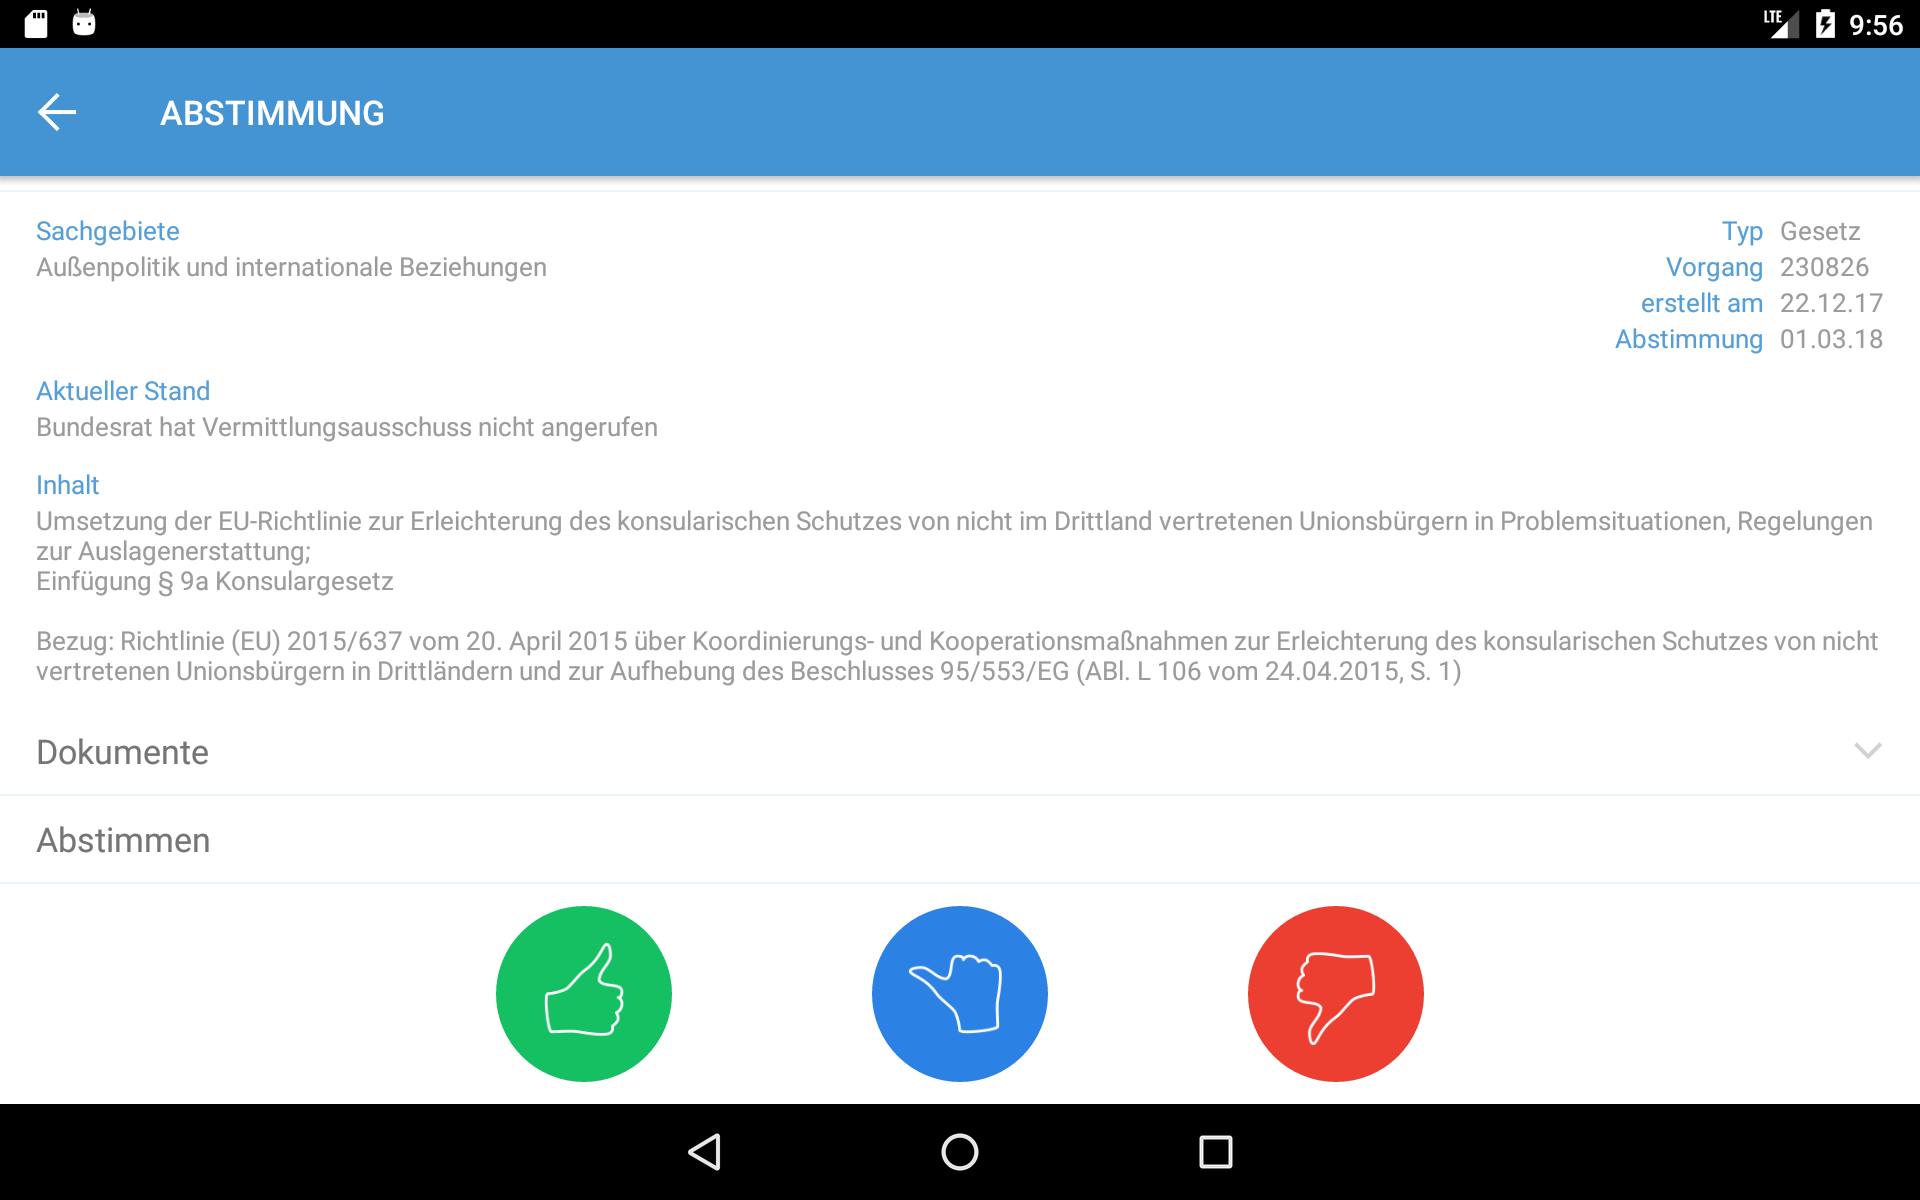 LTE 9:56
ABSTIMMUNG
Sachgebiete
Außenpolitik und internationale Beziehungen
Typ Gesetz
Vorgang 230826
erstellt am 22.12.17
Abstimmung 01.03.18
Aktueller Stand
Bundesrat hat Vermittlungsausschuss nicht angerufen
Inhalt
Umsetzung der EU-Richtlinie zur Erleichterung des konsularischen Schutzes von nicht im Drittland vertretenen Unionsbürgern in Problemsituationen, Regelungen
zur Auslagenerstattung;
Einfügung § 9a Konsulargesetz
Bezug: Richtlinie (EU) 2015/637 vom 20. April 2015 über Koordinierungs- und Kooperationsmaßnahmen zur Erleichterung des konsularischen Schutzes von nicht
vertretenen Unionsbürgern in Drittländern und zur Aufhebung des Beschlusses 95/553/EG (ABl. L 106 vom 24.04.2015, S. 1)
Dokumente
Abstimmen